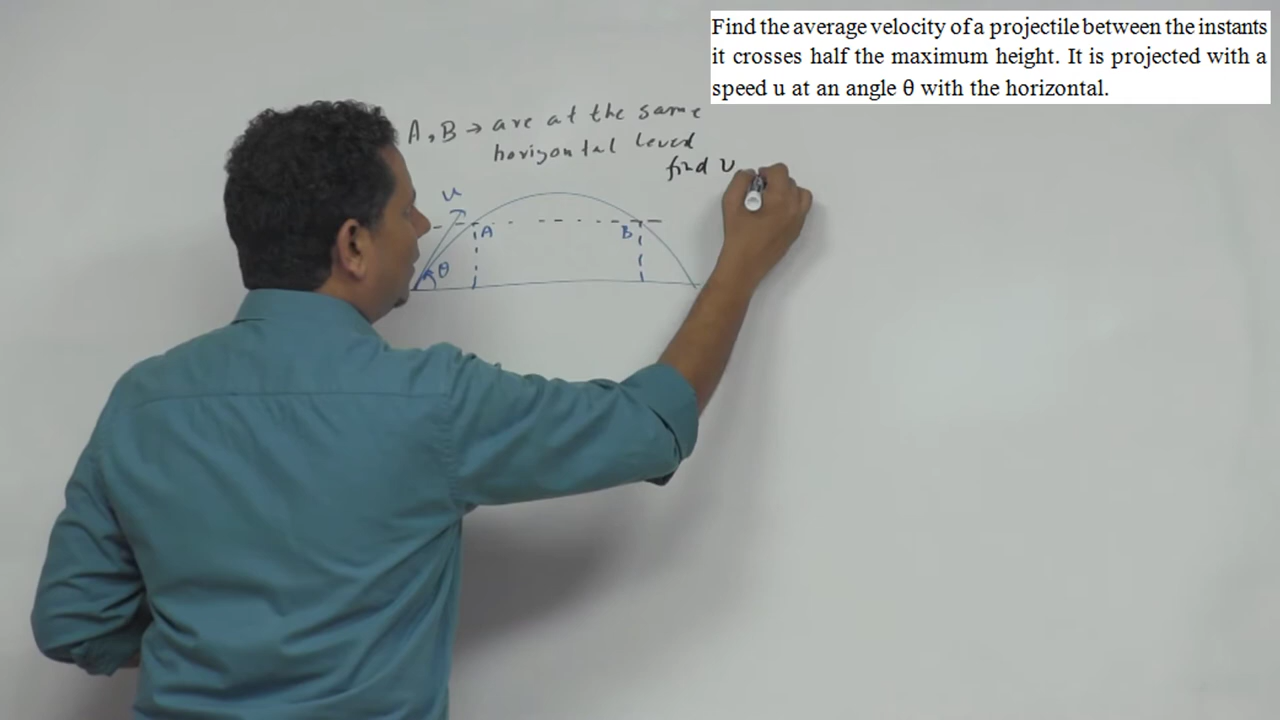 Find the average velocity of a projectile between the instants
it crosses half the maximum height. It is projected with a
speed u at an angle θ with the horizontal.
A, B → are at the same
horizontal level
find v
u
A
B
θ